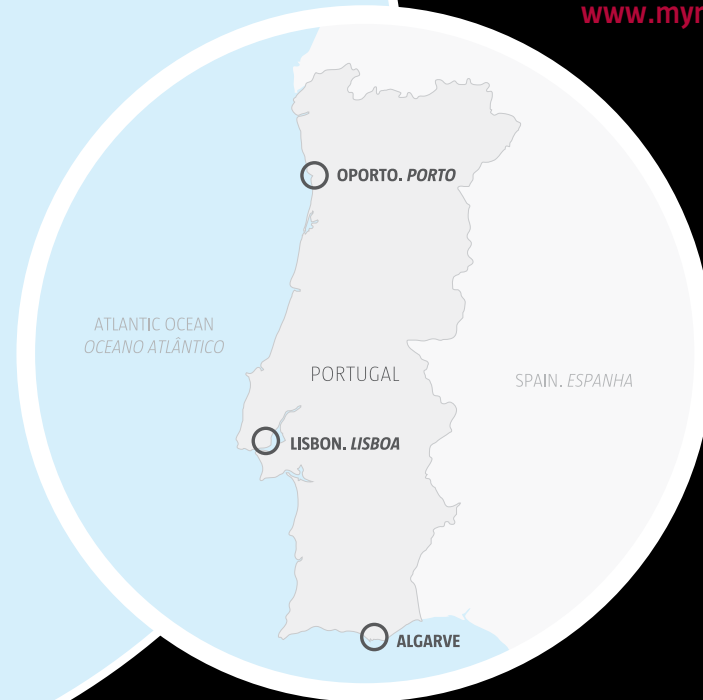 www.myr
OPORTO. PORTO
ATLANTIC OCEAN
OCEANO ATLÂNTICO
PORTUGAL
SPAIN. ESPANHA
LISBON. LISBOA
ALGARVE